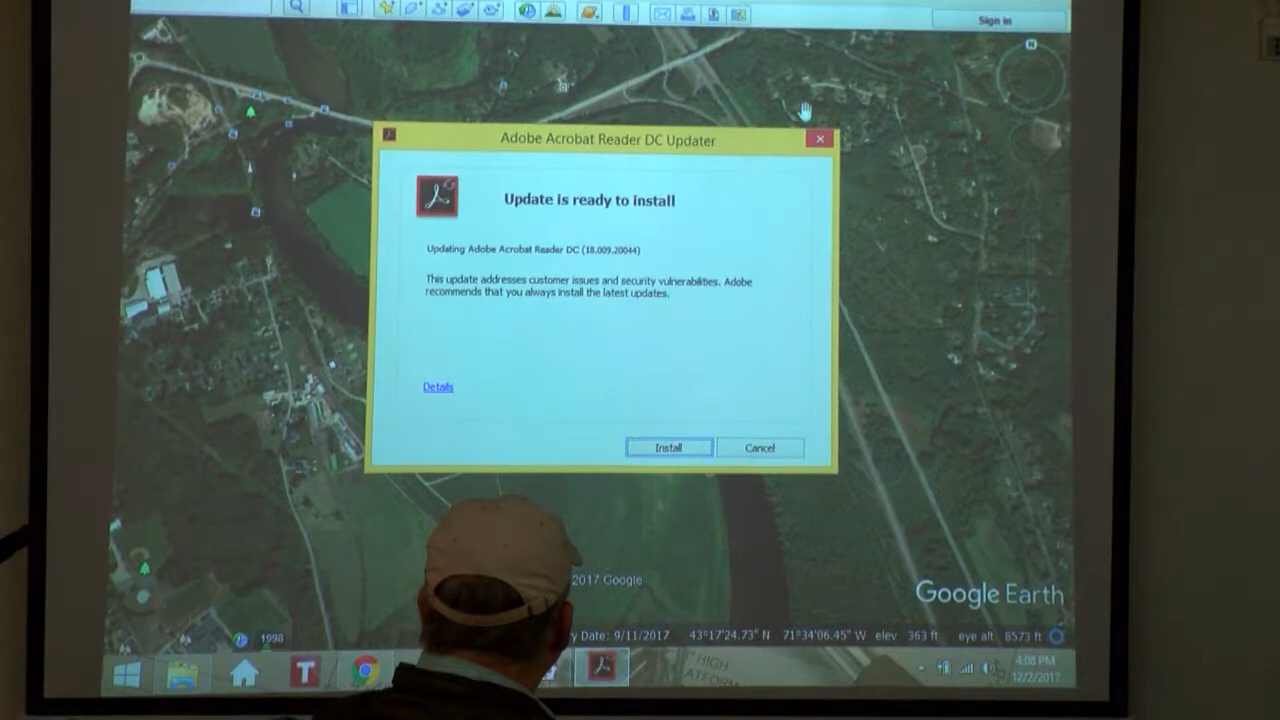 Sign in
N
Adobe Acrobat Reader DC Updater
Update is ready to install
Updating Adobe Acrobat Reader DC (18.009.20044)
This update addresses customer issues and security vulnerabilities. Adobe
recommends that you always install the latest updates.
Details
Install Cancel
2017 Google
Google Earth
1998
y Date: 9/11/2017 43°17'24.73" N 71°34'06.45" W elev 363 ft eye alt 8573 ft
T
HIGH
4:08 PM
12/2/2017